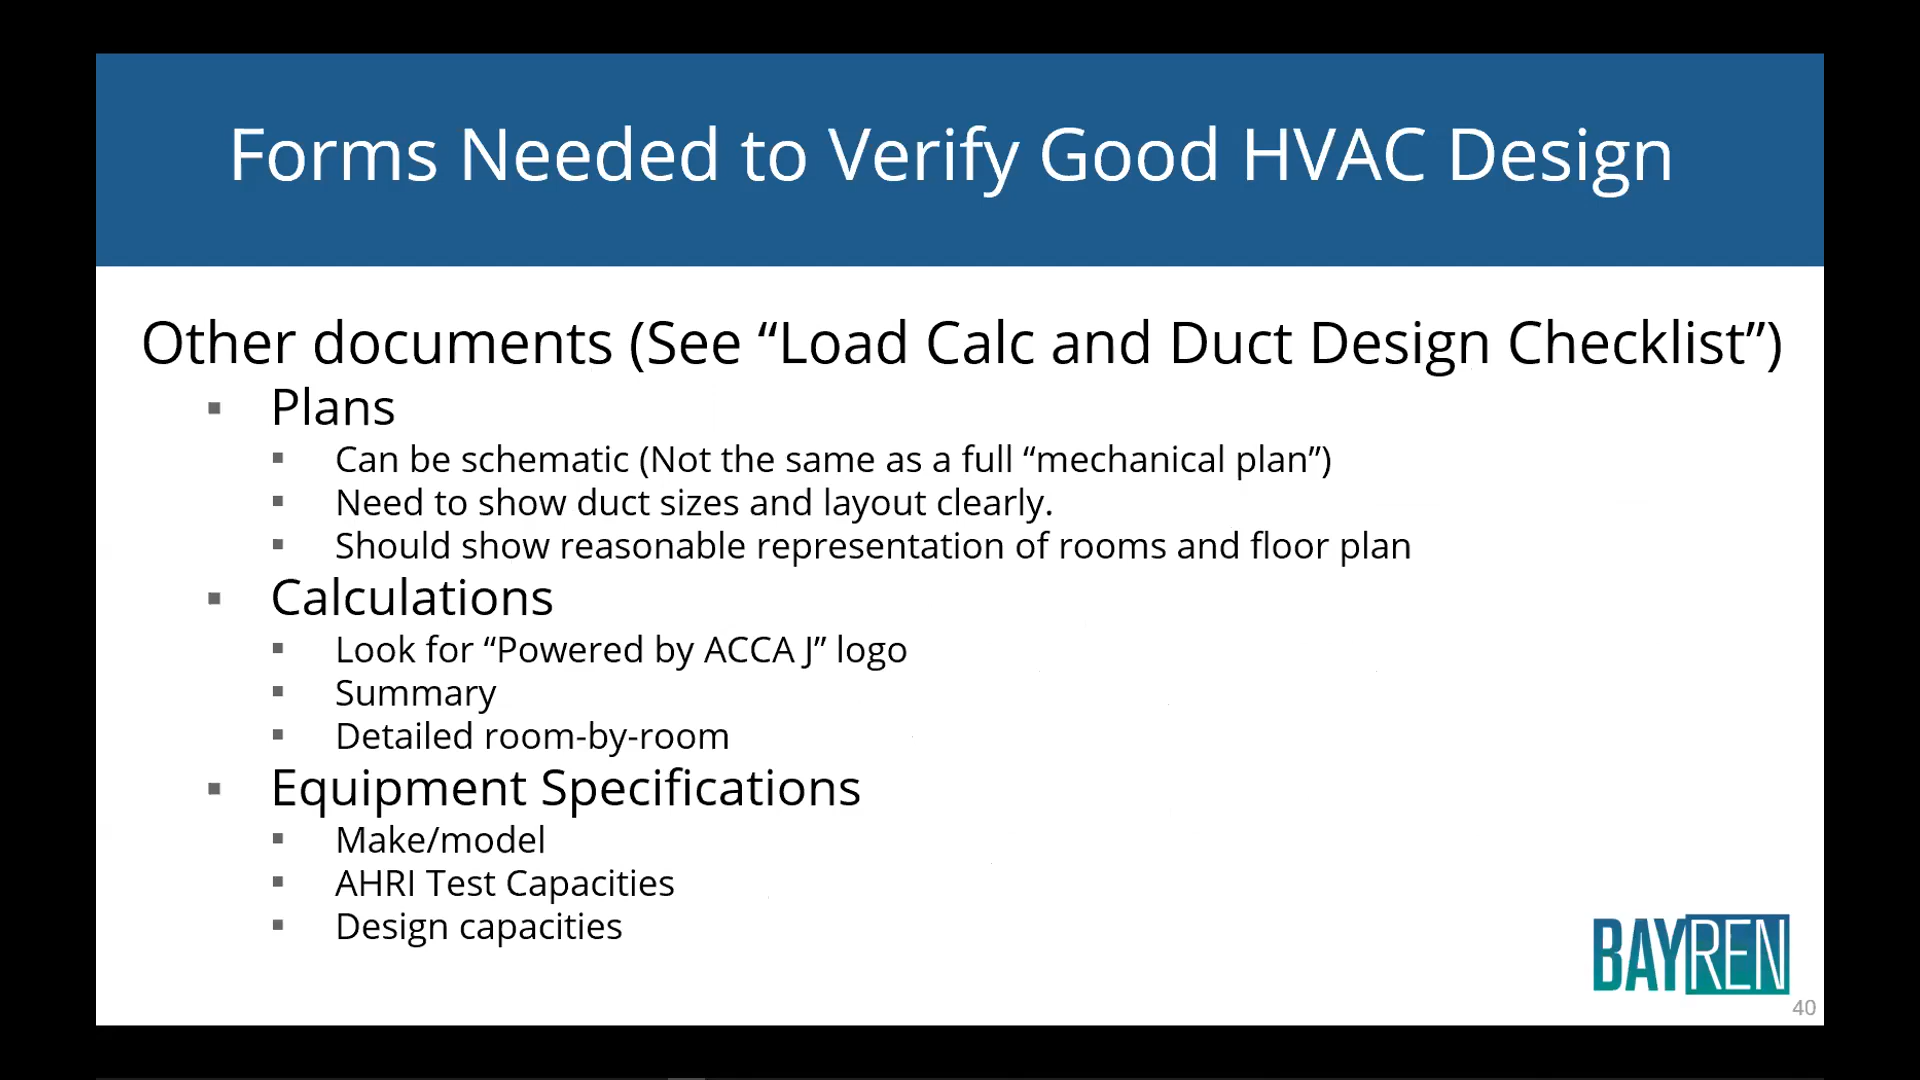 Forms Needed to Verify Good HVAC Design
Other documents (See “Load Calc and Duct Design Checklist”)
▪ Plans
▪ Can be schematic (Not the same as a full “mechanical plan”)
▪ Need to show duct sizes and layout clearly.
▪ Should show reasonable representation of rooms and floor plan
▪ Calculations
▪ Look for “Powered by ACCA J” logo
▪ Summary
▪ Detailed room-by-room
▪ Equipment Specifications
▪ Make/model
▪ AHRI Test Capacities
▪ Design capacities
BAYREN
40